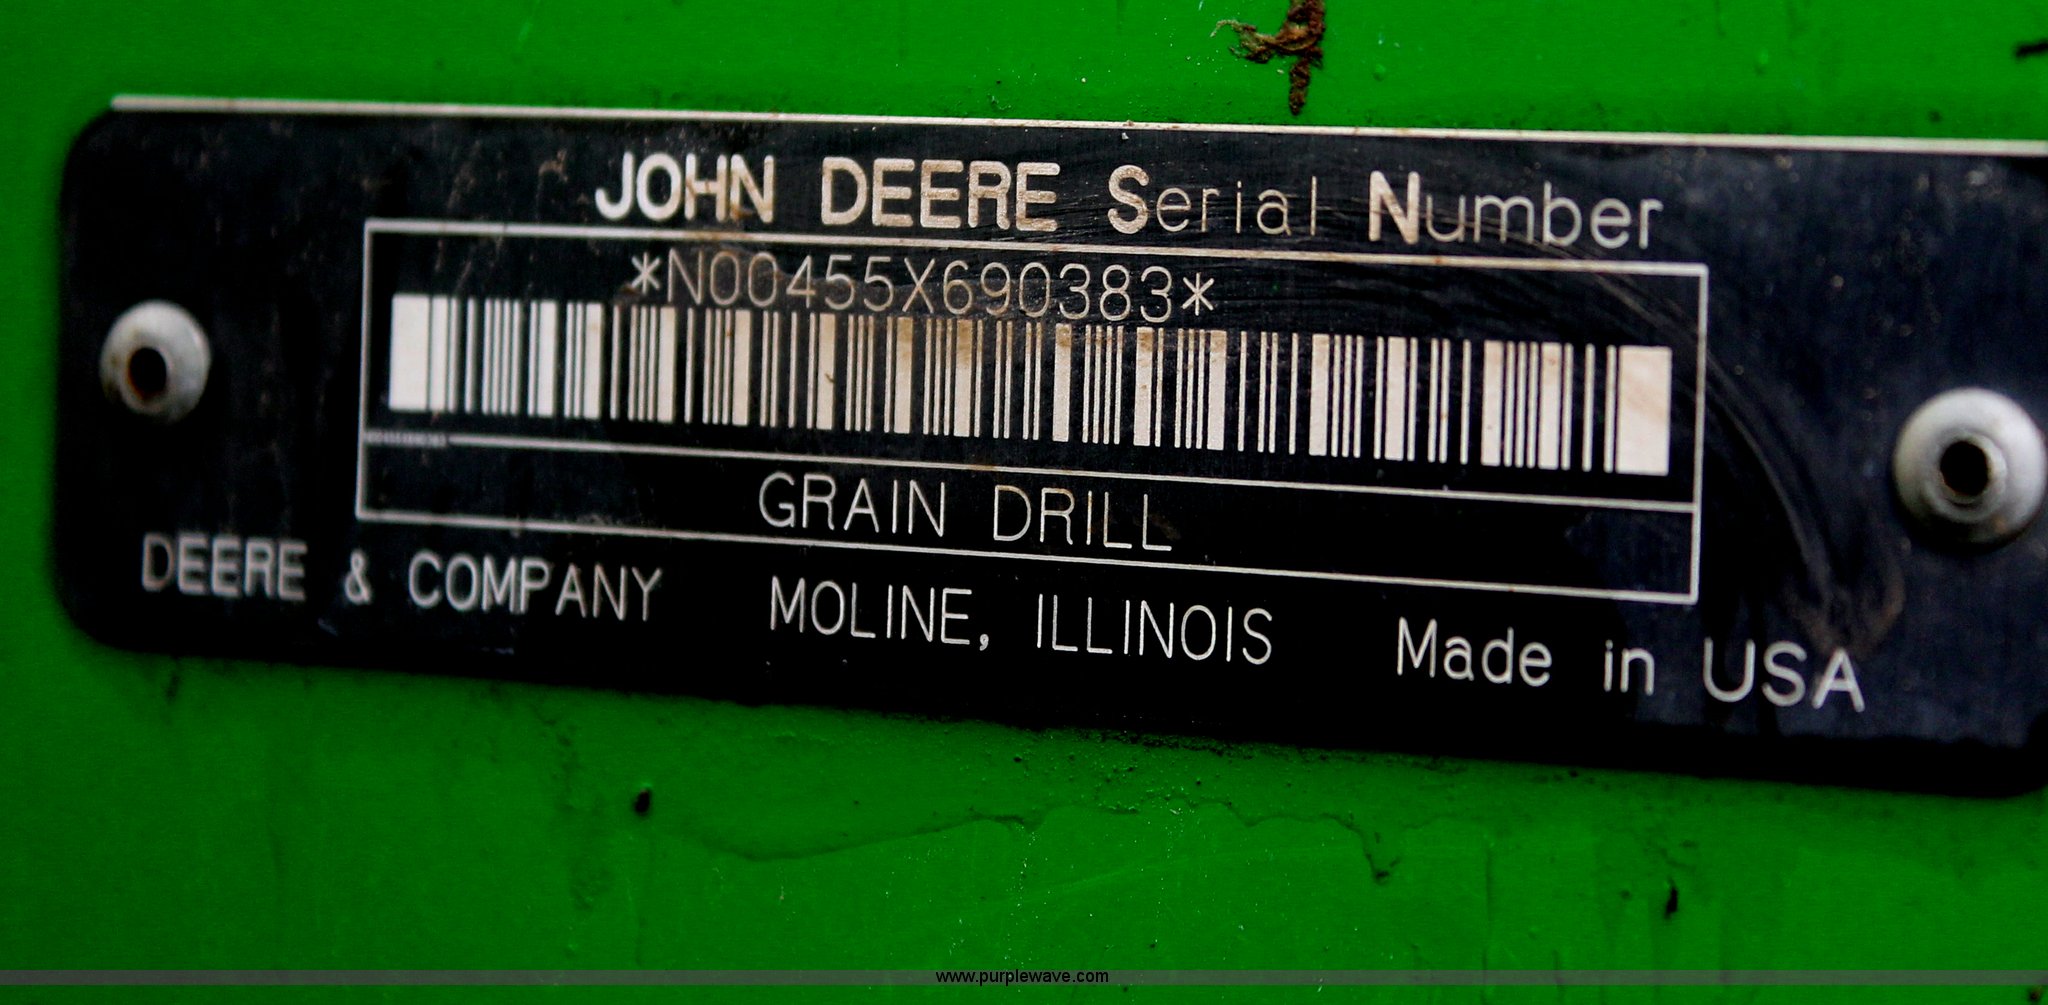 JOHN DEERE Serial Number
*N00455X690383*
GRAIN DRILL
DEERE & COMPANY MOLINE, ILLINOIS Made in USA
www.purplewave.com